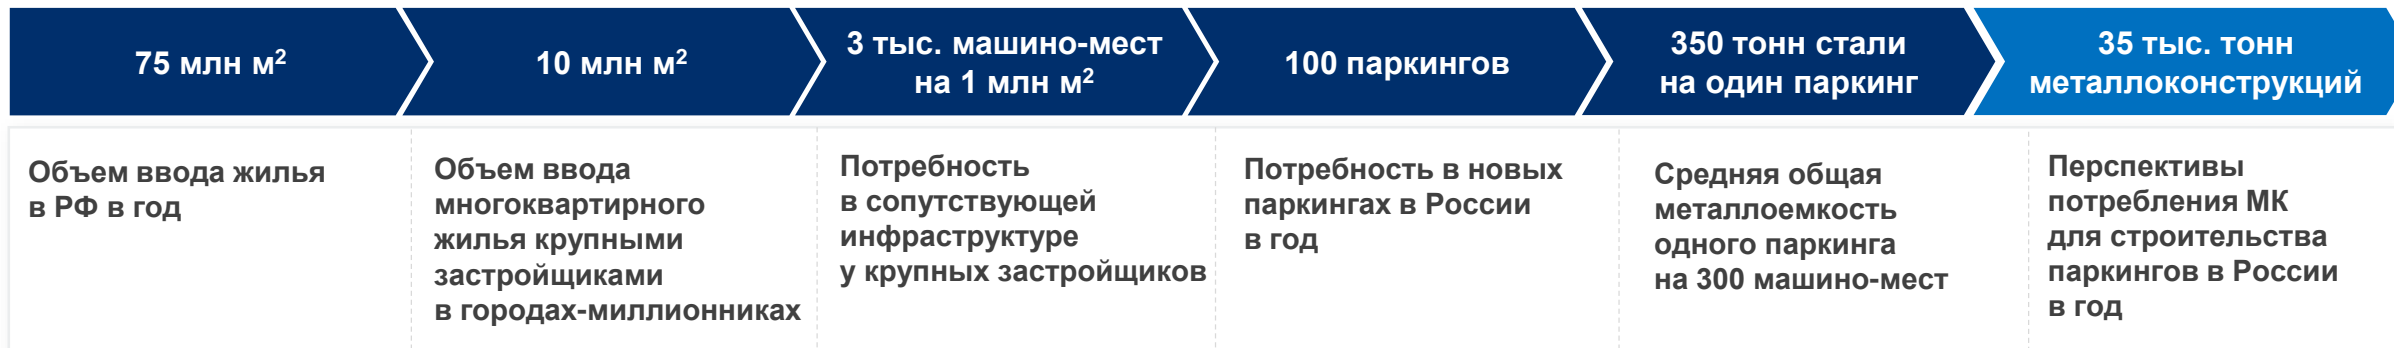 75 млн м²
10 млн м²
3 тыс. машино-мест
на 1 млн м²
100 паркингов
350 тонн стали
на один паркинг
35 тыс. тонн
металлоконструкций
Объем ввода жилья
в РФ в год
Объем ввода
многоквартирного
жилья крупными
застройщиками
в городах-миллионниках
Потребность
в сопутствующей
инфраструктуре
у крупных застройщиков
Потребность в новых
паркингах в России
в год
Средняя общая
металлоемкость
одного паркинга
на 300 машино-мест
Перспективы
потребления МК
для строительства
паркингов в России
в год